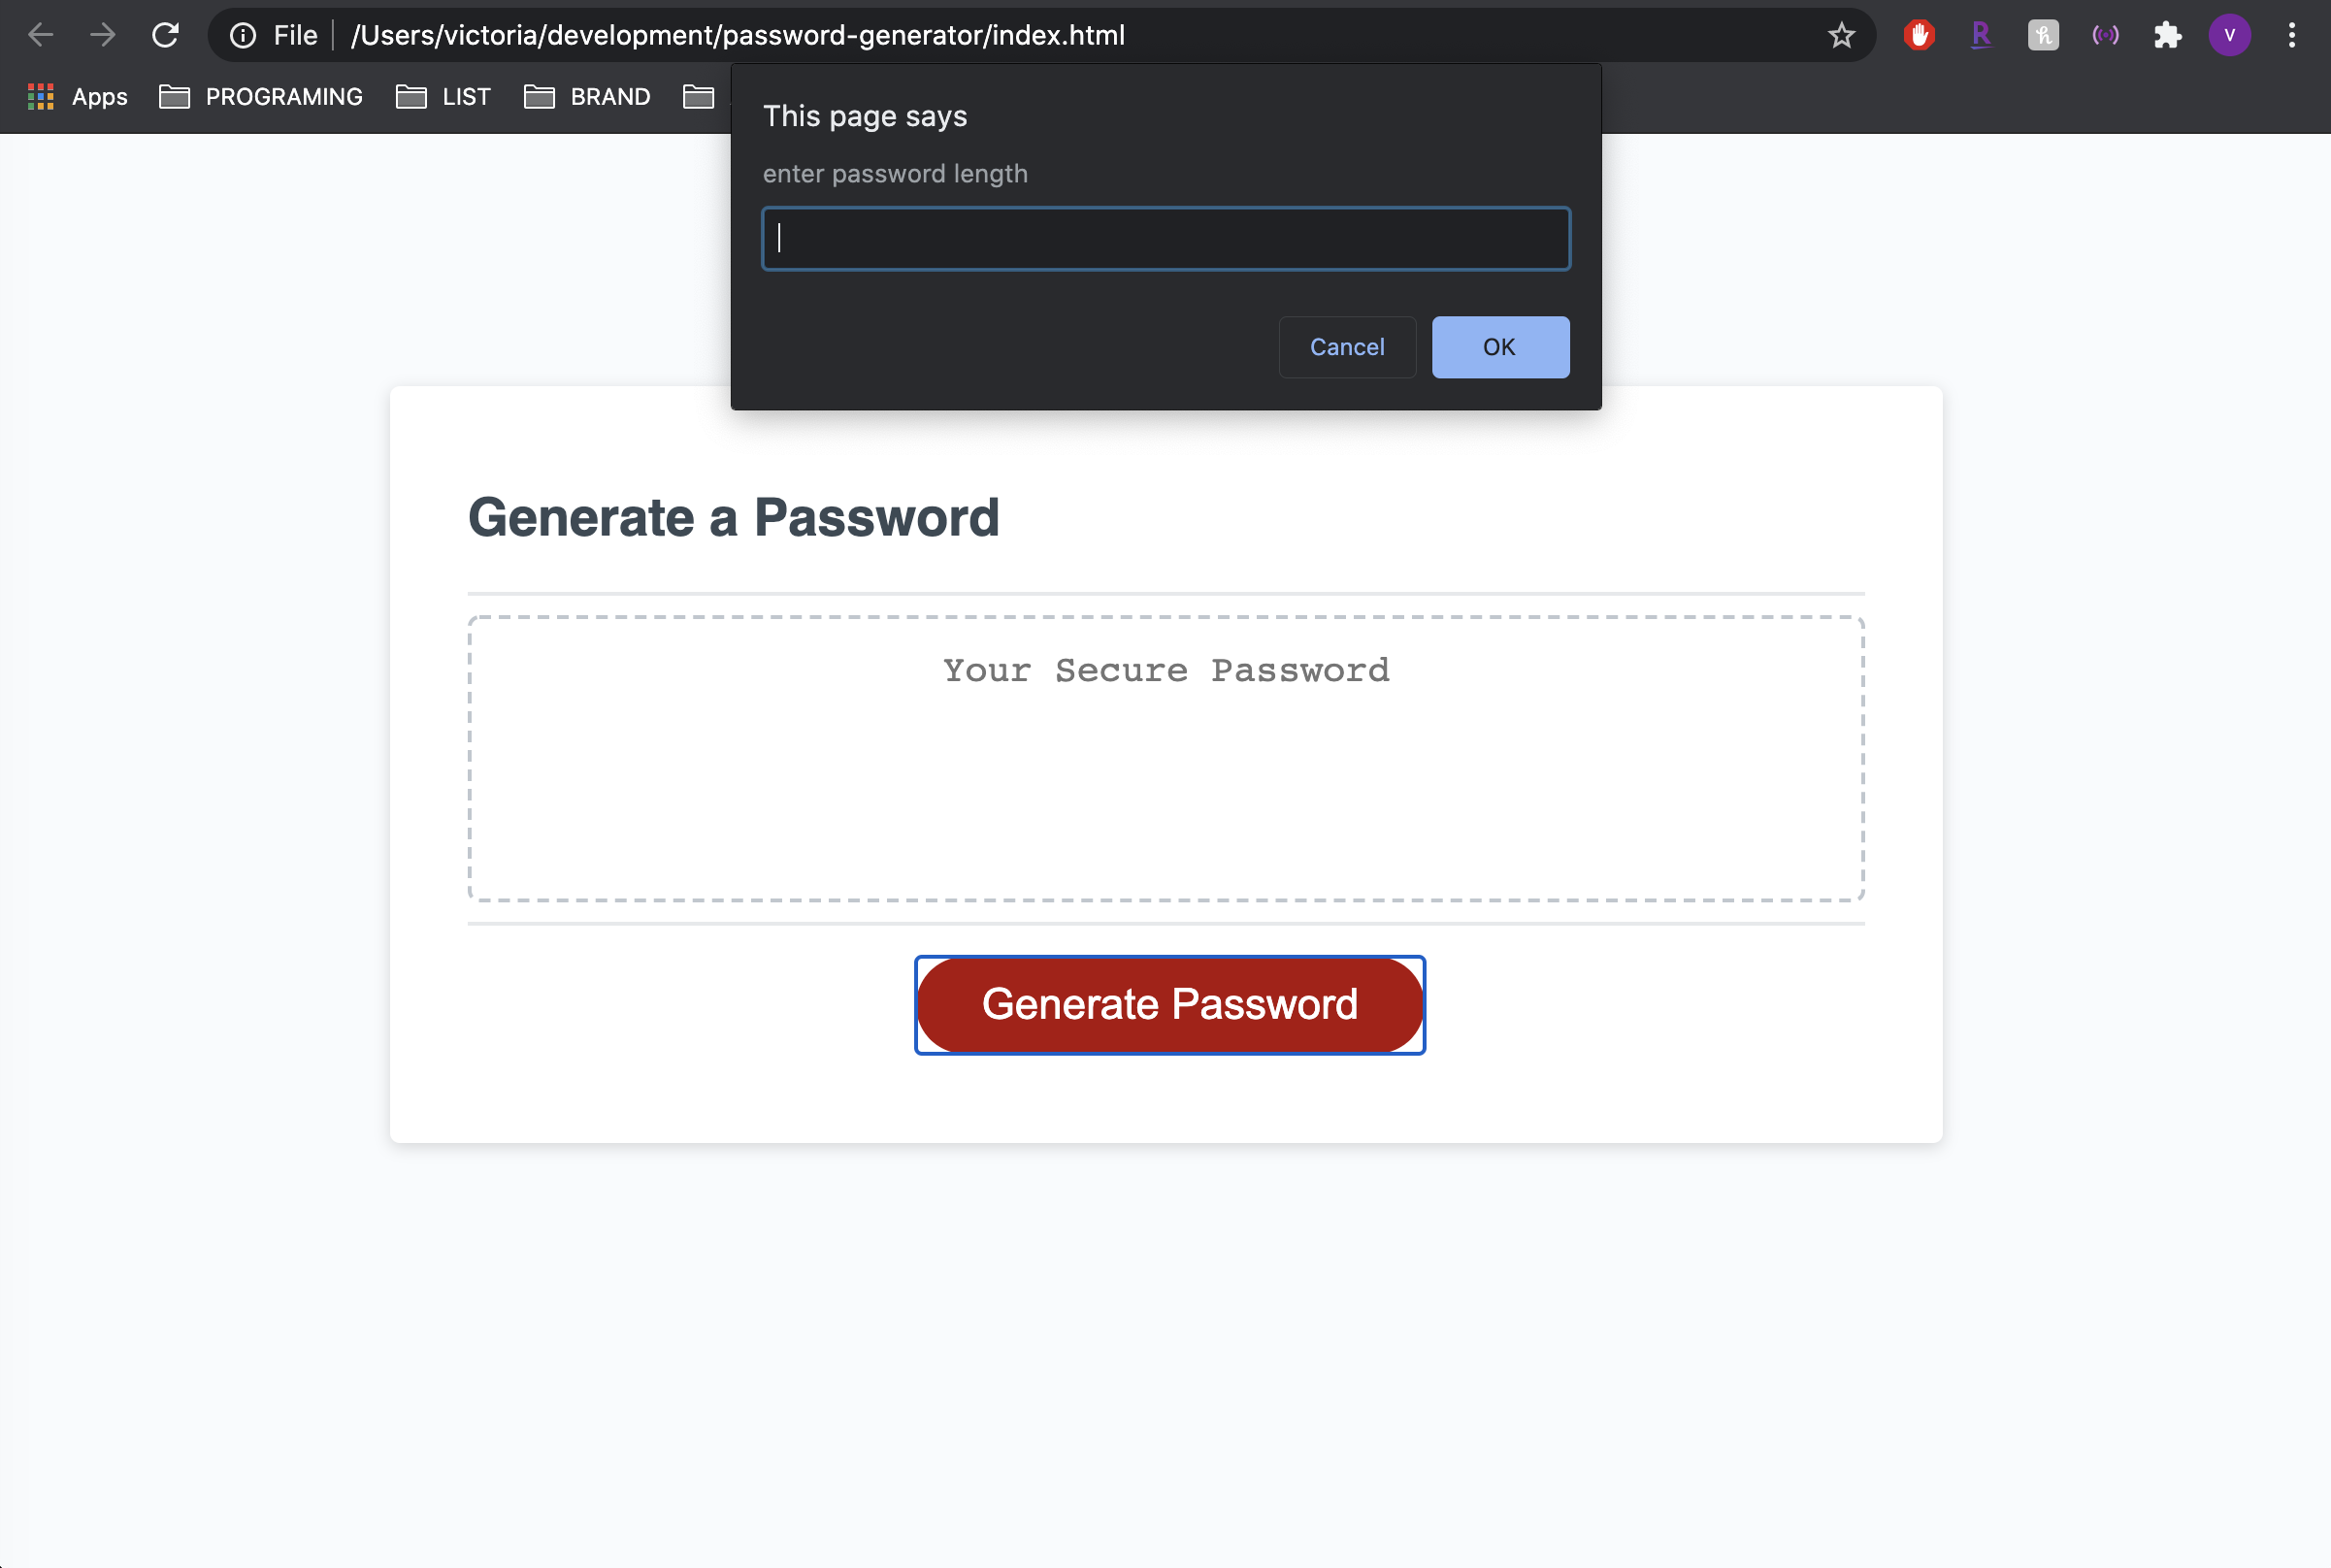 File /Users/victoria/development/password-generator/index.html
R
h
V
Apps PROGRAMING LIST BRAND
This page says
enter password length
Cancel OK
Generate a Password
Your Secure Password
Generate Password